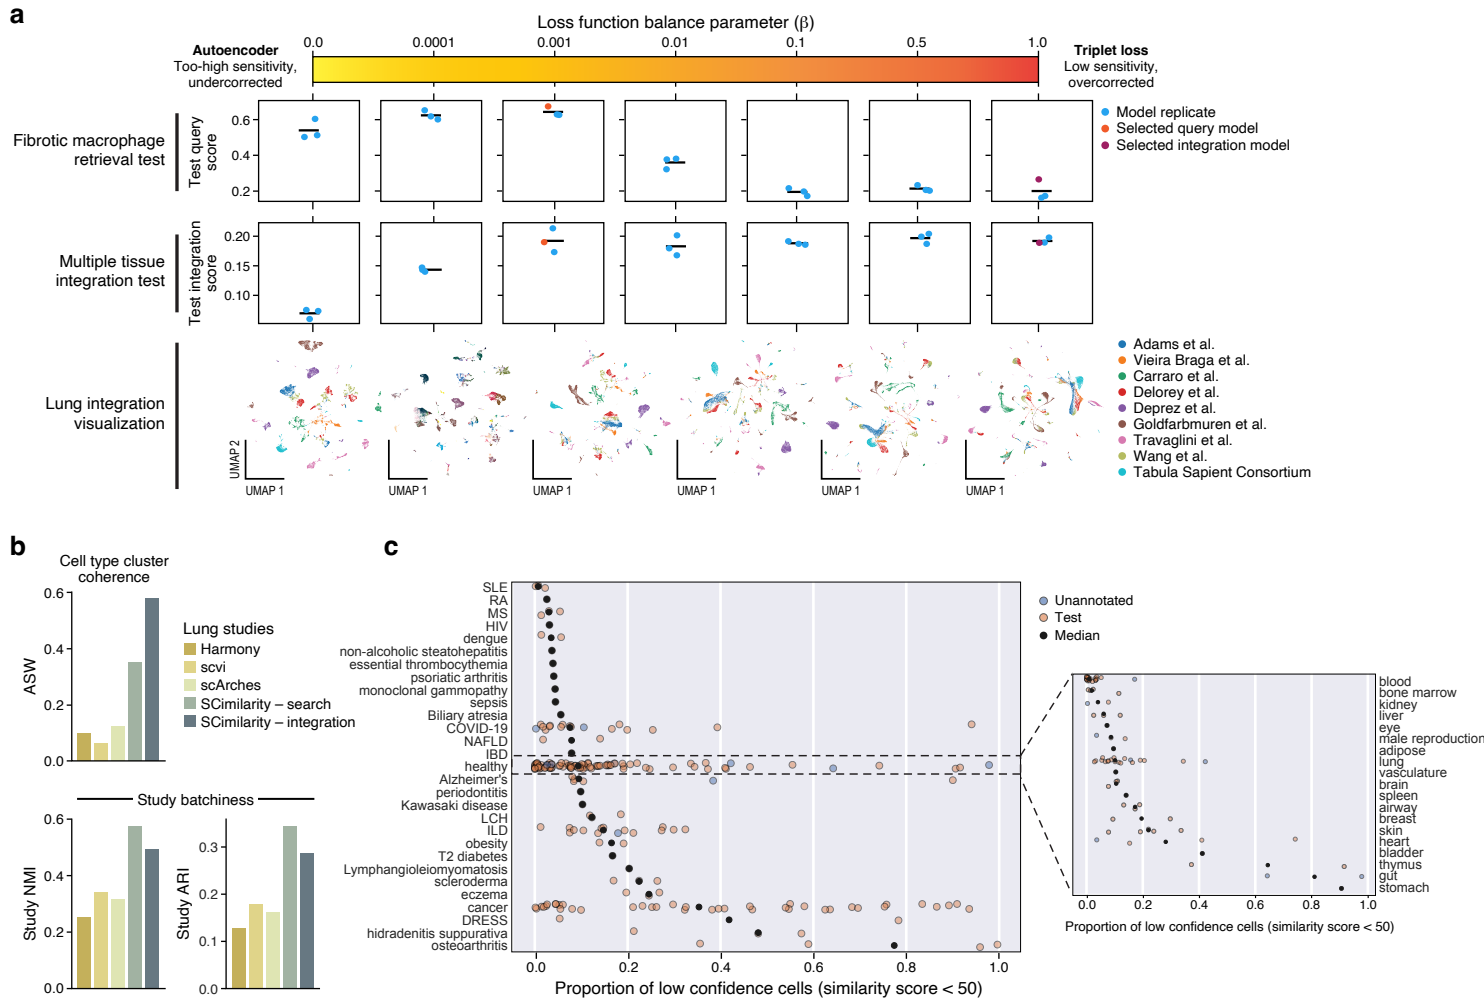 a
Loss function balance parameter (β)
0.0 0.0001 0.001 0.01 0.1 0.5 1.0
Autoencoder
Too-high sensitivity,
undercorrected
Triplet loss
Low sensitivity,
overcorrected
Fibrotic macrophage
retrieval test
Test query
score
0.6
0.4
0.2
Model replicate
Selected query model
Selected integration model
Multiple tissue
integration test
Test integration
score
0.20
0.15
0.10
Lung integration
visualization
UMAP 2
UMAP 1 UMAP 1 UMAP 1 UMAP 1 UMAP 1 UMAP 1
Adams et al.
Vieira Braga et al.
Carraro et al.
Delorey et al.
Deprez et al.
Goldfarbmuren et al.
Travaglini et al.
Wang et al.
Tabula Sapient Consortium
b
Cell type cluster
coherence
ASW
0.6
0.4
0.2
0.0
Lung studies
Harmony
scvi
scArches
SCimilarity – search
SCimilarity – integration
Study batchiness
Study NMI
0.6
0.4
0.2
0.0
Study ARI
0.3
0.2
0.1
0.0
c
SLE
RA
MS
HIV
dengue
non-alcoholic steatohepatitis
essential thrombocythemia
psoriatic arthritis
monoclonal gammopathy
sepsis
Biliary atresia
COVID-19
NAFLD
IBD
healthy
Alzheimer's
periodontitis
Kawasaki disease
LCH
ILD
obesity
T2 diabetes
Lymphangioleiomyomatosis
scleroderma
eczema
cancer
DRESS
hidradenitis suppurativa
osteoarthritis
0.0 0.2 0.4 0.6 0.8 1.0
Proportion of low confidence cells (similarity score < 50)
Unannotated
Test
Median
blood
bone marrow
kidney
liver
eye
male reproduction
adipose
lung
vasculature
brain
spleen
airway
breast
skin
heart
bladder
thymus
gut
stomach
0.0 0.2 0.4 0.6 0.8 1.0
Proportion of low confidence cells (similarity score < 50)